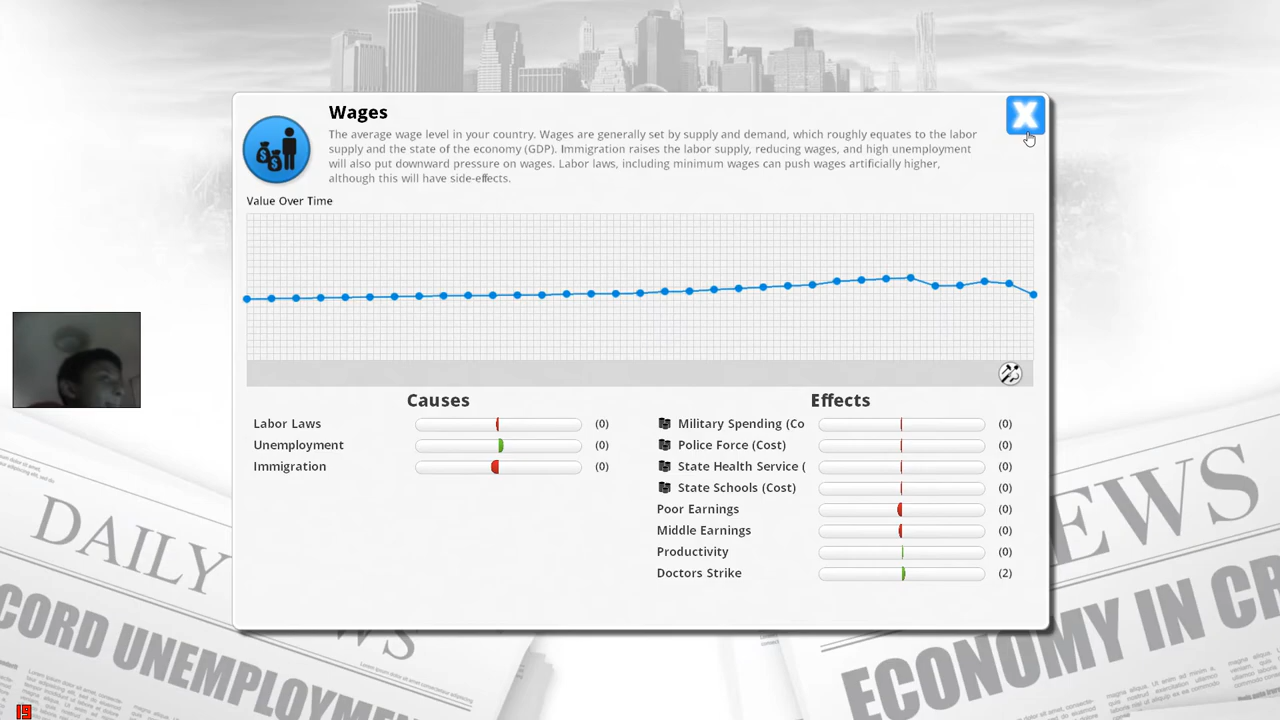 Wages
The average wage level in your country. Wages are generally set by supply and demand, which roughly equates to the labor
supply and the state of the economy (GDP). Immigration raises the labor supply, reducing wages, and high unemployment
will also put downward pressure on wages. Labor laws, including minimum wages can push wages artificially higher,
although this will have side-effects.
Value Over Time
Causes
Labor Laws (0)
Unemployment (0)
Immigration (0)
Effects
Military Spending (Co (0)
Police Force (Cost) (0)
State Health Service ( (0)
State Schools (Cost) (0)
Poor Earnings (0)
Middle Earnings (0)
Productivity (0)
Doctors Strike (2)
DAILY
NEWS
CORD UNEMPLOYMENT
EWS
ECONOMY IN CR
19